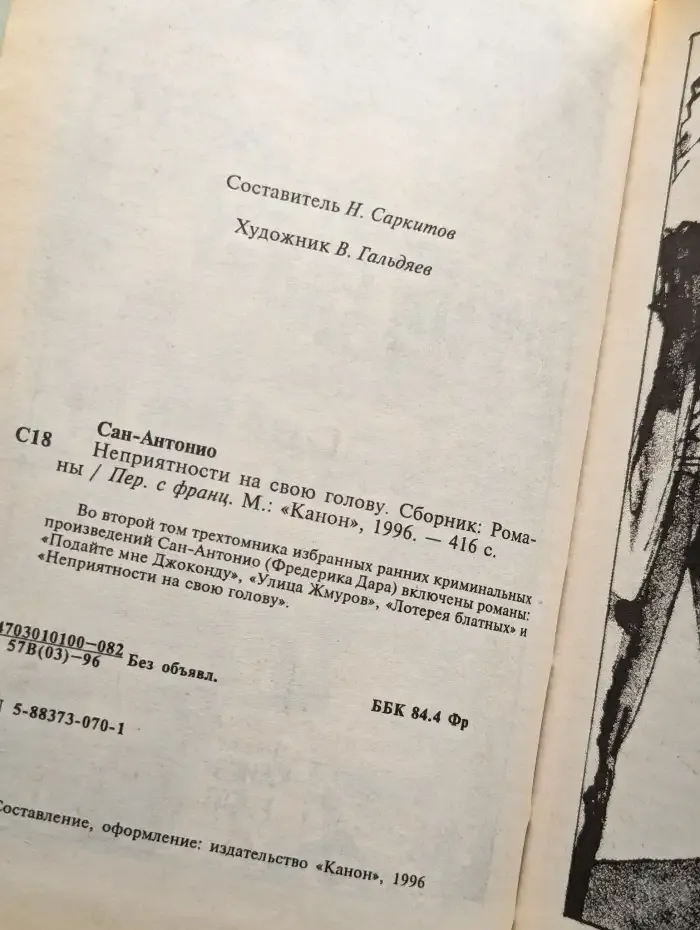 Составитель Н. Саркитов
Художник В. Гальдяев
Сан-Антонио
С18
Неприятности на свою голову. Сборник: Рома-
ны / Пер. с франц. М.: «Канон», 1996. — 416 с.
Во второй том трехтомника избранных ранних криминальных
произведений Сан-Антонио (Фредерика Дара) включены романы:
«Подайте мне Джоконду», «Улица Жмуров», «Лотерея блатных» и
«Неприятности на свою голову».
4703010100—082
57В(03)—96 Без объявл.
ББК 84.4 Фр
5-88373-070-1
Составление, оформление: издательство «Канон», 1996